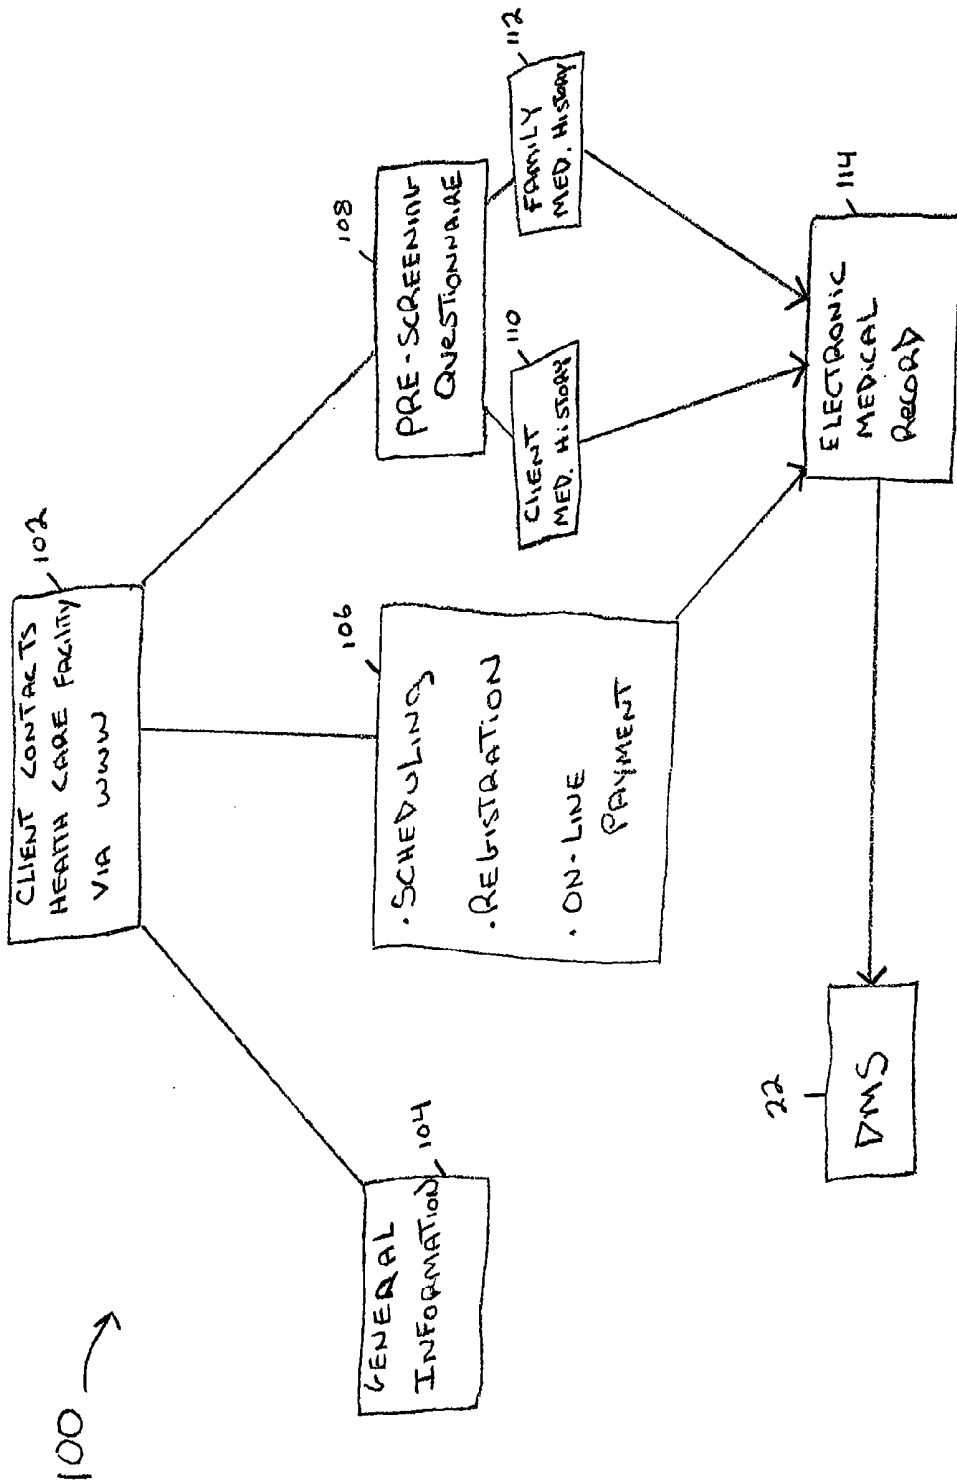 100
102
CLIENT CONTACTS
HEALTH CARE FACILITY
VIA WWW
104
GENERAL
INFORMATION
106
. SCHEDULING
. REGISTRATION
. ON-LINE
PAYMENT
108
PRE-SCREENING
QUESTIONNAIRE
110
CLIENT
MED. HISTORY
112
FAMILY
MED. HISTORY
114
ELECTRONIC
MEDICAL
RECORD
22
DMS